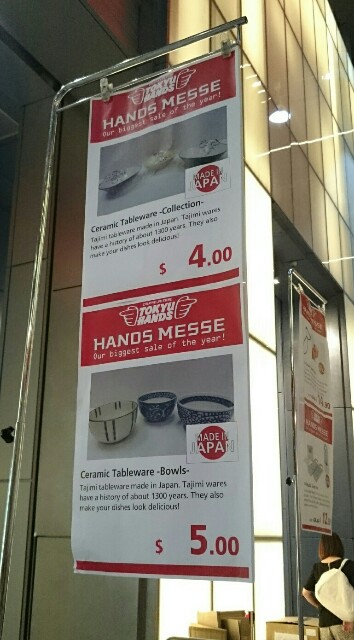 TOKYU
HANDS
HANDS MESSE
Our biggest sale of the year!
MADE IN
JAPAN
Ceramic Tableware -Collection-
Tajimi tableware made in Japan. Tajimi wares
have a history of about 1300 years. They also
make your dishes look delicious!
$ 4.00
TOKYU
HANDS
HANDS MESSE
Our biggest sale of the year!
MADE IN
JAPAN
Ceramic Tableware -Bowls-
Tajimi tableware made in Japan. Tajimi wares
have a history of about 1300 years. They also
make your dishes look delicious!
$ 5.00